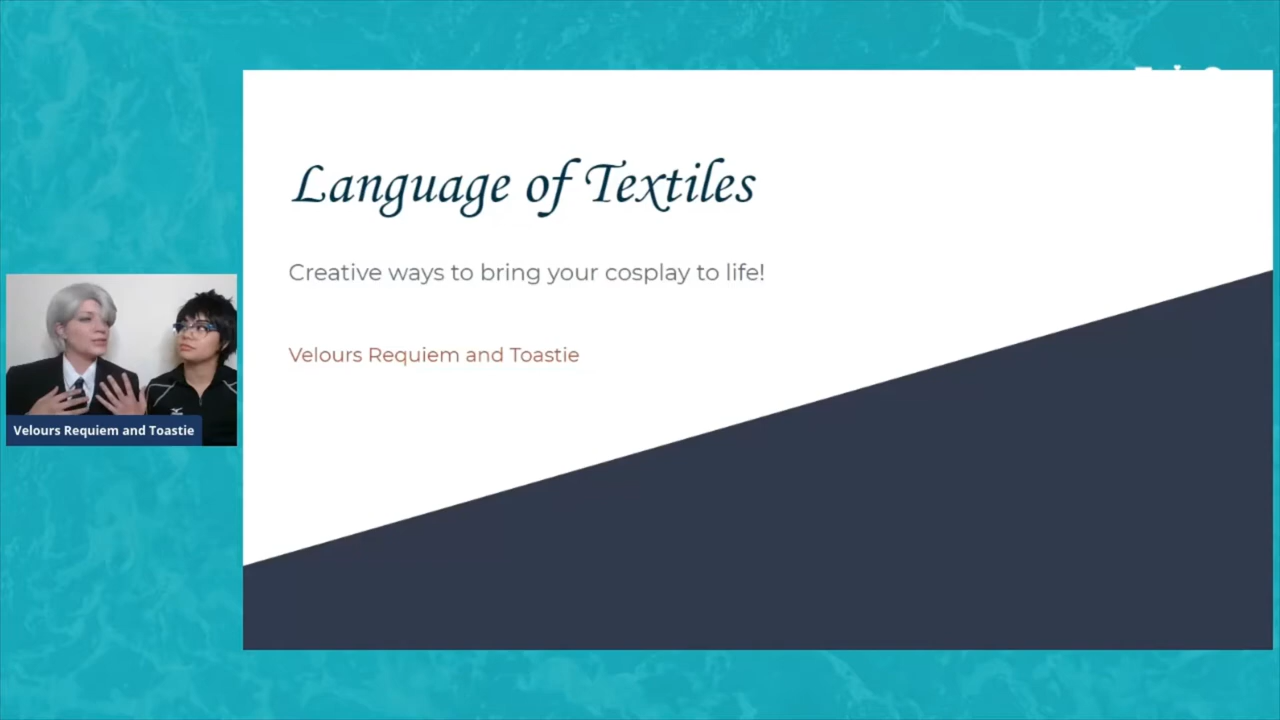 Language of Textiles
Creative ways to bring your cosplay to life!
Velours Requiem and Toastie
Velours Requiem and Toastie